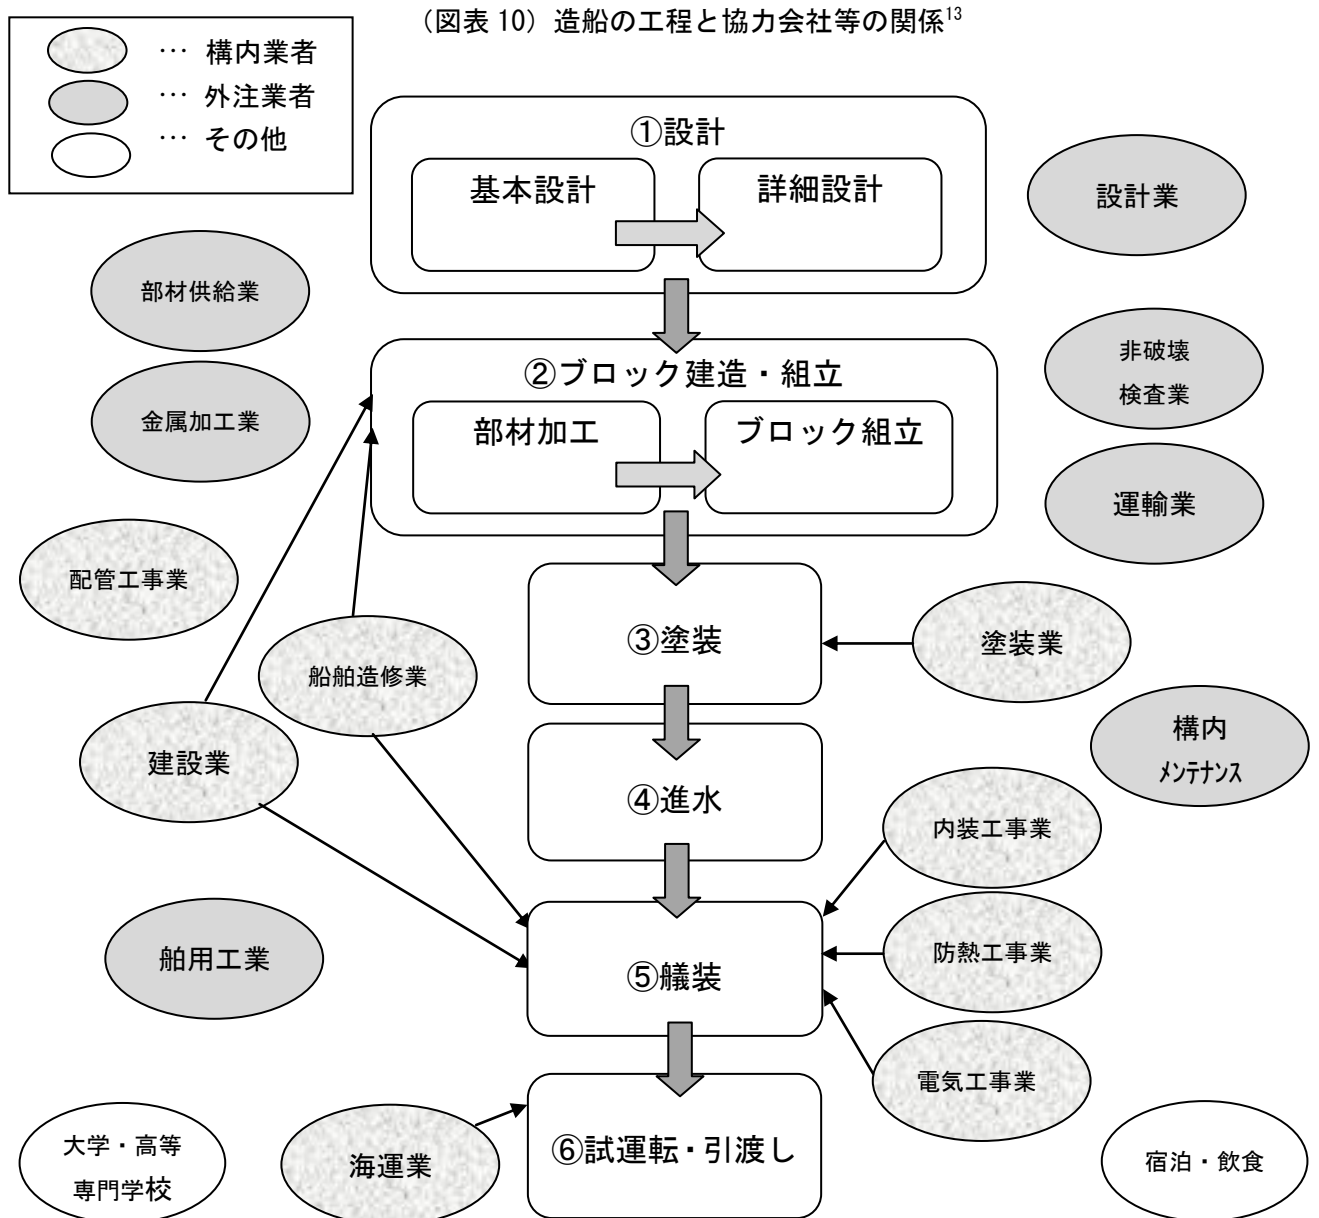 （図表 10）造船の工程と協力会社等の関係13
… 構内業者
… 外注業者
… その他
①設計
基本設計
詳細設計
設計業
部材供給業
非破壊
検査業
②ブロック建造・組立
金属加工業
部材加工
ブロック組立
運輸業
配管工事業
③塗装
塗装業
船舶造修業
建設業
構内
メンテナンス
④進水
内装工事業
舶用工業
⑤艤装
防熱工事業
電気工事業
大学・高等
専門学校
海運業
⑥試運転・引渡し
宿泊・飲食